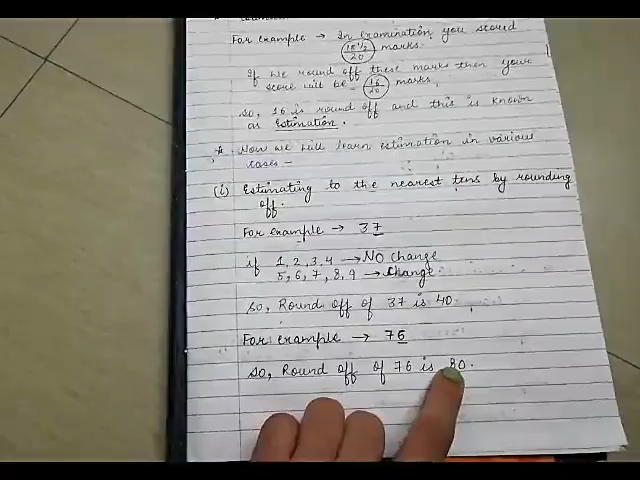 For example → In examination you scored
15½/20 marks.
If we round off these marks then your
score will be 16/20 marks,
so, 16 is round off and this is known
as Estimation.
* Now we will learn estimation in various
cases -
(i) Estimating to the nearest tens by rounding
off.
For example → 37
if 1, 2, 3, 4 → No Change
5, 6, 7, 8, 9 → Change
so, Round off of 37 is 40
For example → 76
so, Round off of 76 is 80.